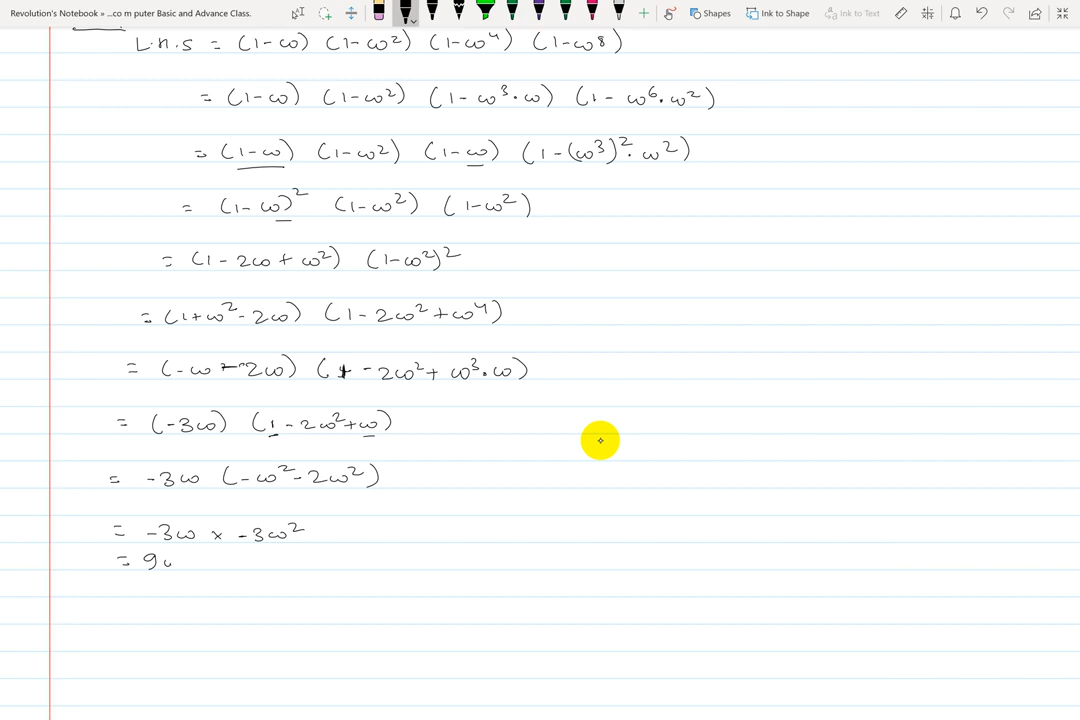 Revolution's Notebook » ...co m puter Basic and Advance Class.
Shapes Ink to Shape Ink to Text
L.H.S = (1-ω) (1-ω²) (1-ω⁴) (1-ω8)
= (1-ω) (1-ω²) (1-ω³·ω) (1-ω⁶·ω²)
= (1-ω) (1-ω²) (1-ω) (1-(ω³)²·ω²)
= (1-ω)² (1-ω²) (1-ω²)
= (1-2ω+ω²) (1-ω²)²
= (1+ω²-2ω) (1-2ω²+ω⁴)
= (-ω-2ω) (1-2ω²+ω³·ω)
= (-3ω) (1-2ω²+ω)
= -3ω (-ω²-2ω²)
= -3ω × -3ω²
= 9